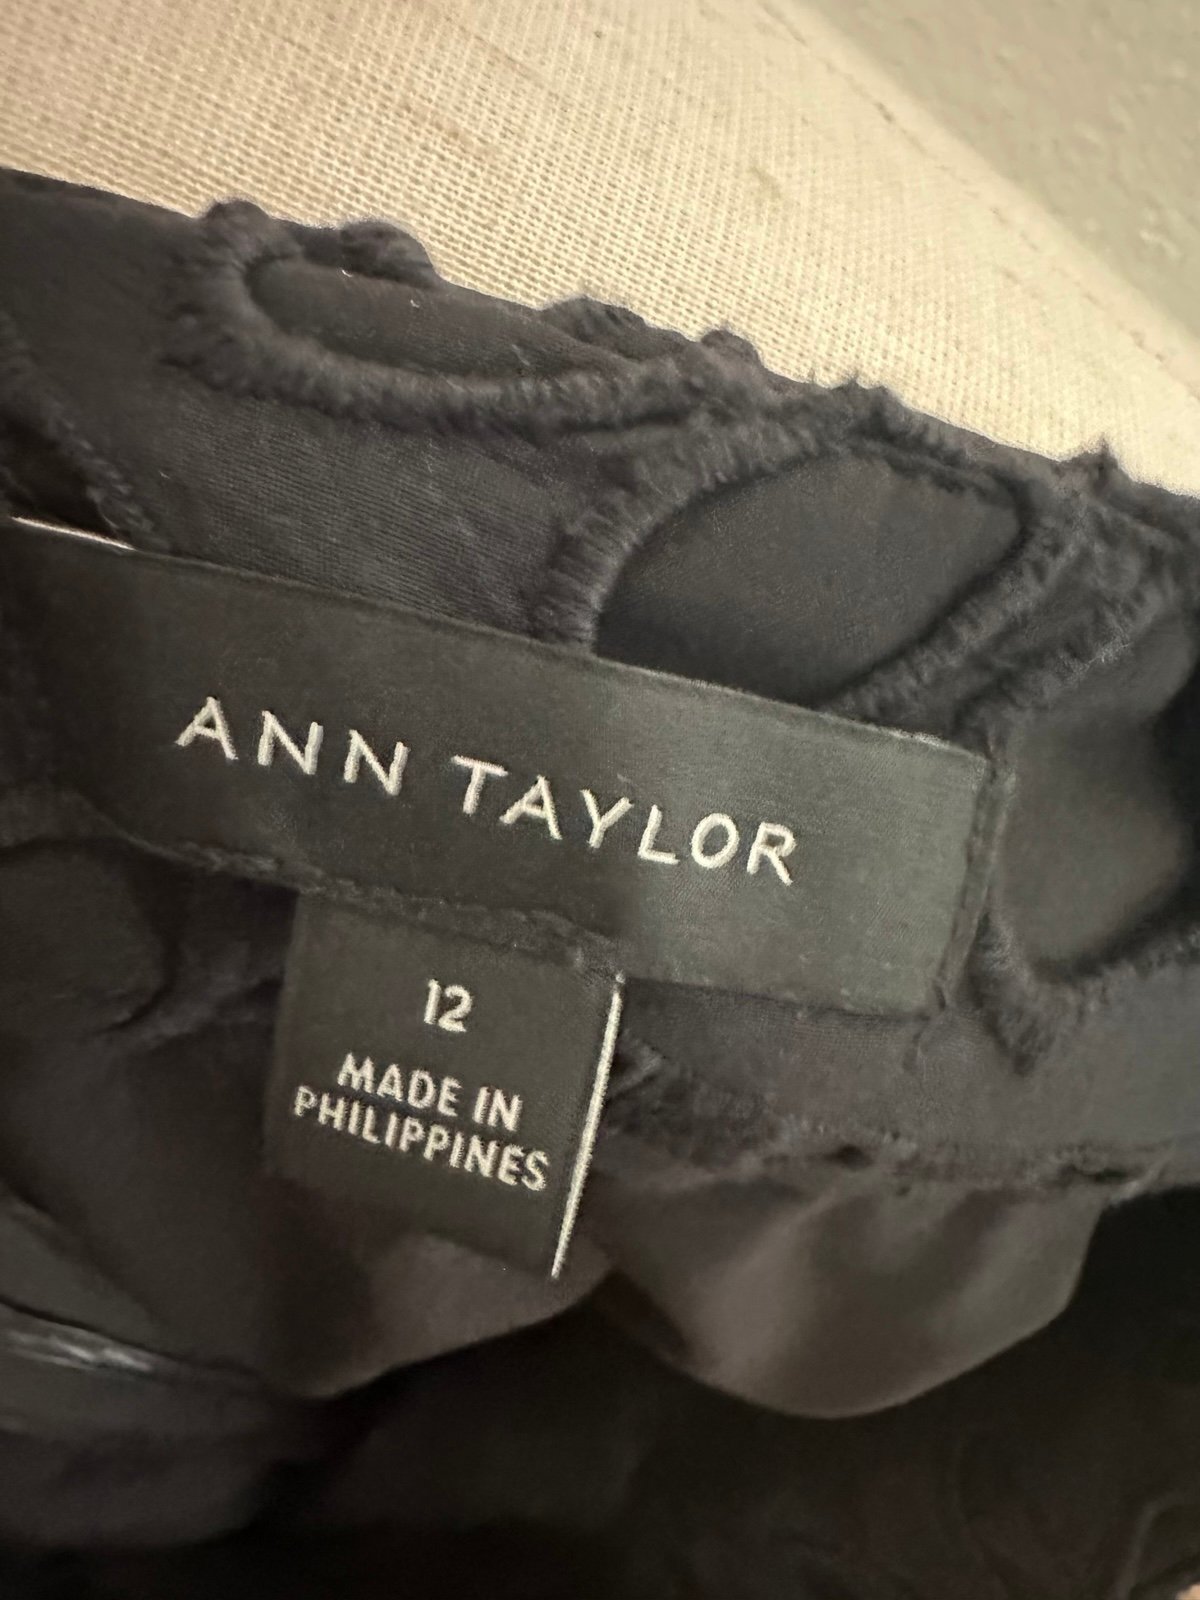 ANN TAYLOR
12
MADE IN
PHILIPPINES